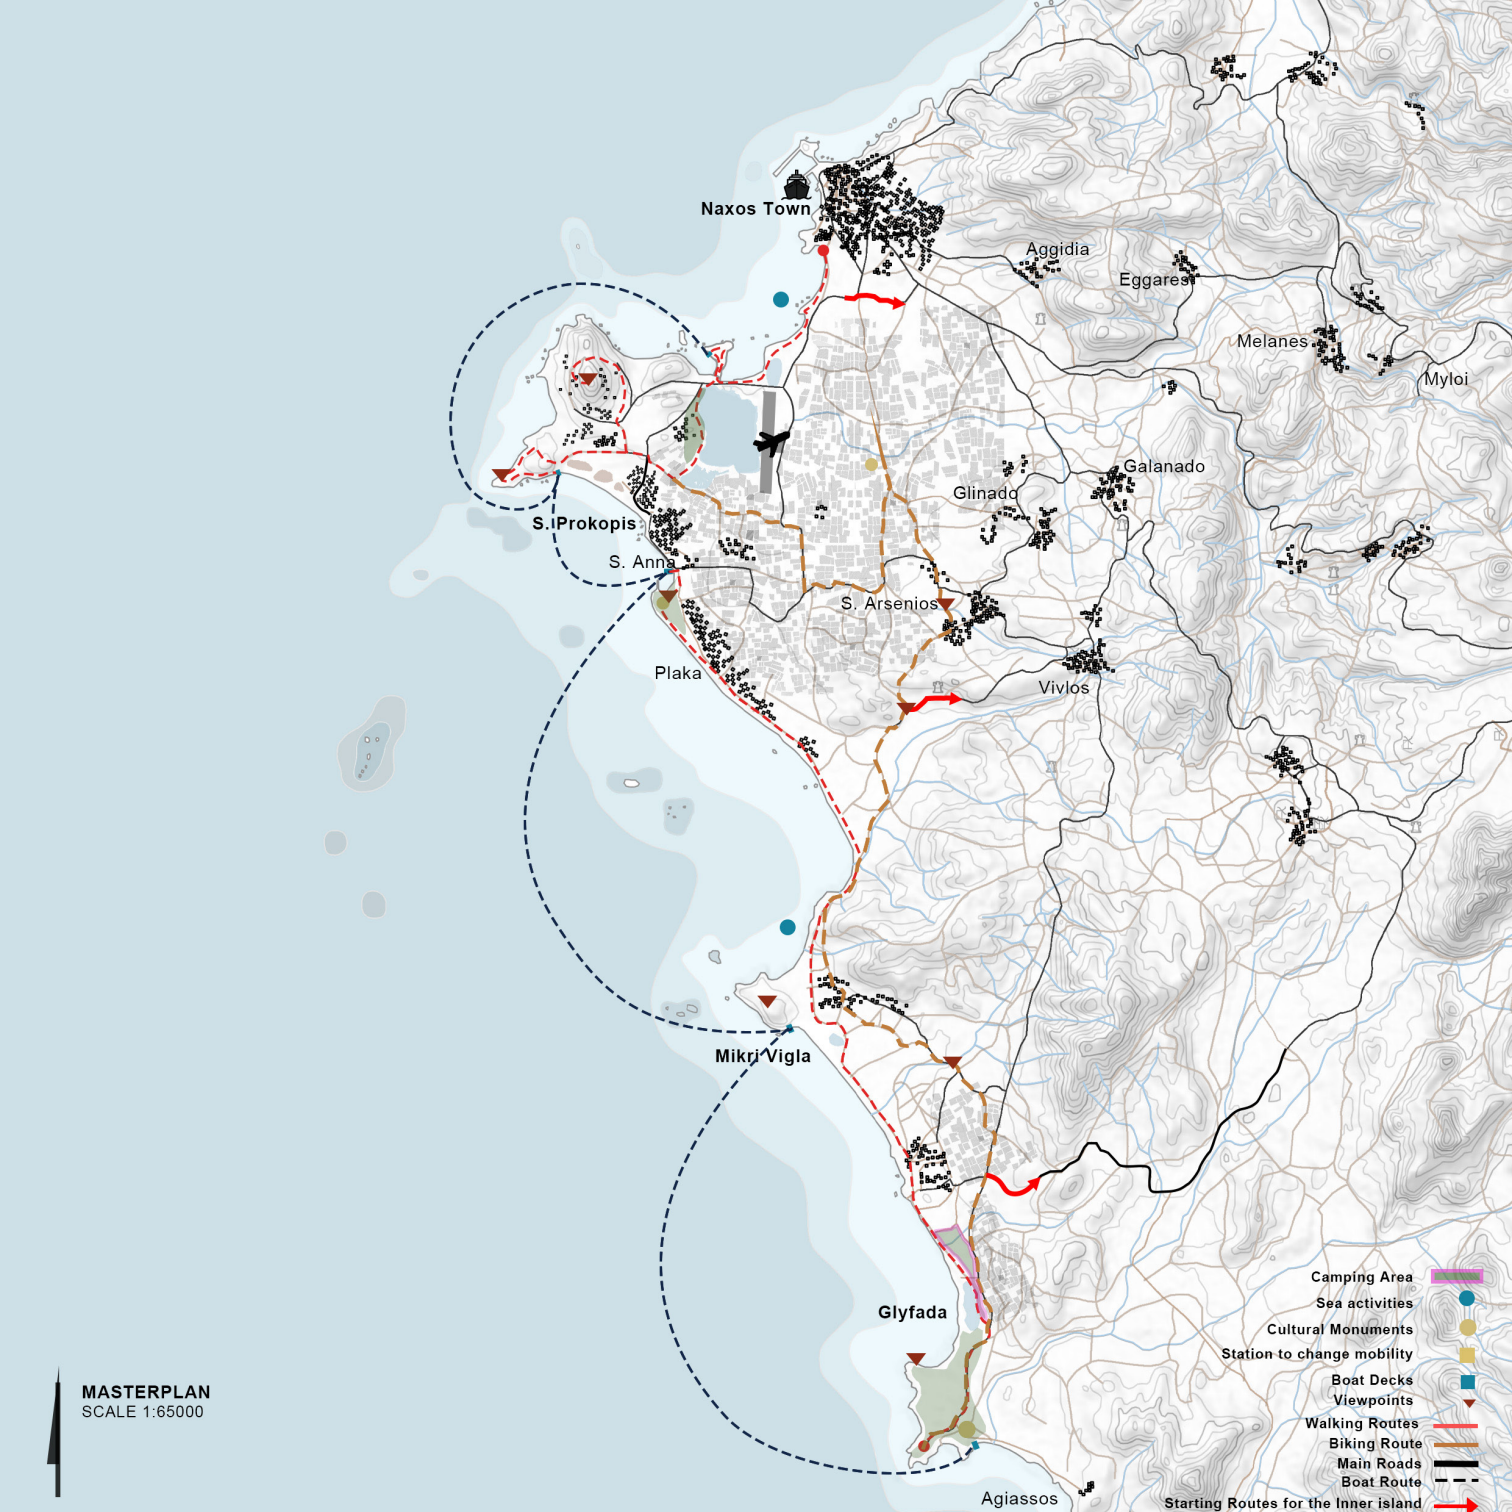 Naxos Town
Aggidia
Eggares
Melanes
Myloi
Galanado
Glinado
S. Prokopis
S. Anna
S. Arsenios
Plaka
Vivlos
Mikri Vigla
Glyfada
Agiassos
MASTERPLAN
SCALE 1:65000
Camping Area
Sea activities
Cultural Monuments
Station to change mobility
Boat Decks
Viewpoints
Walking Routes
Biking Route
Main Roads
Boat Route
Starting Routes for the Inner island